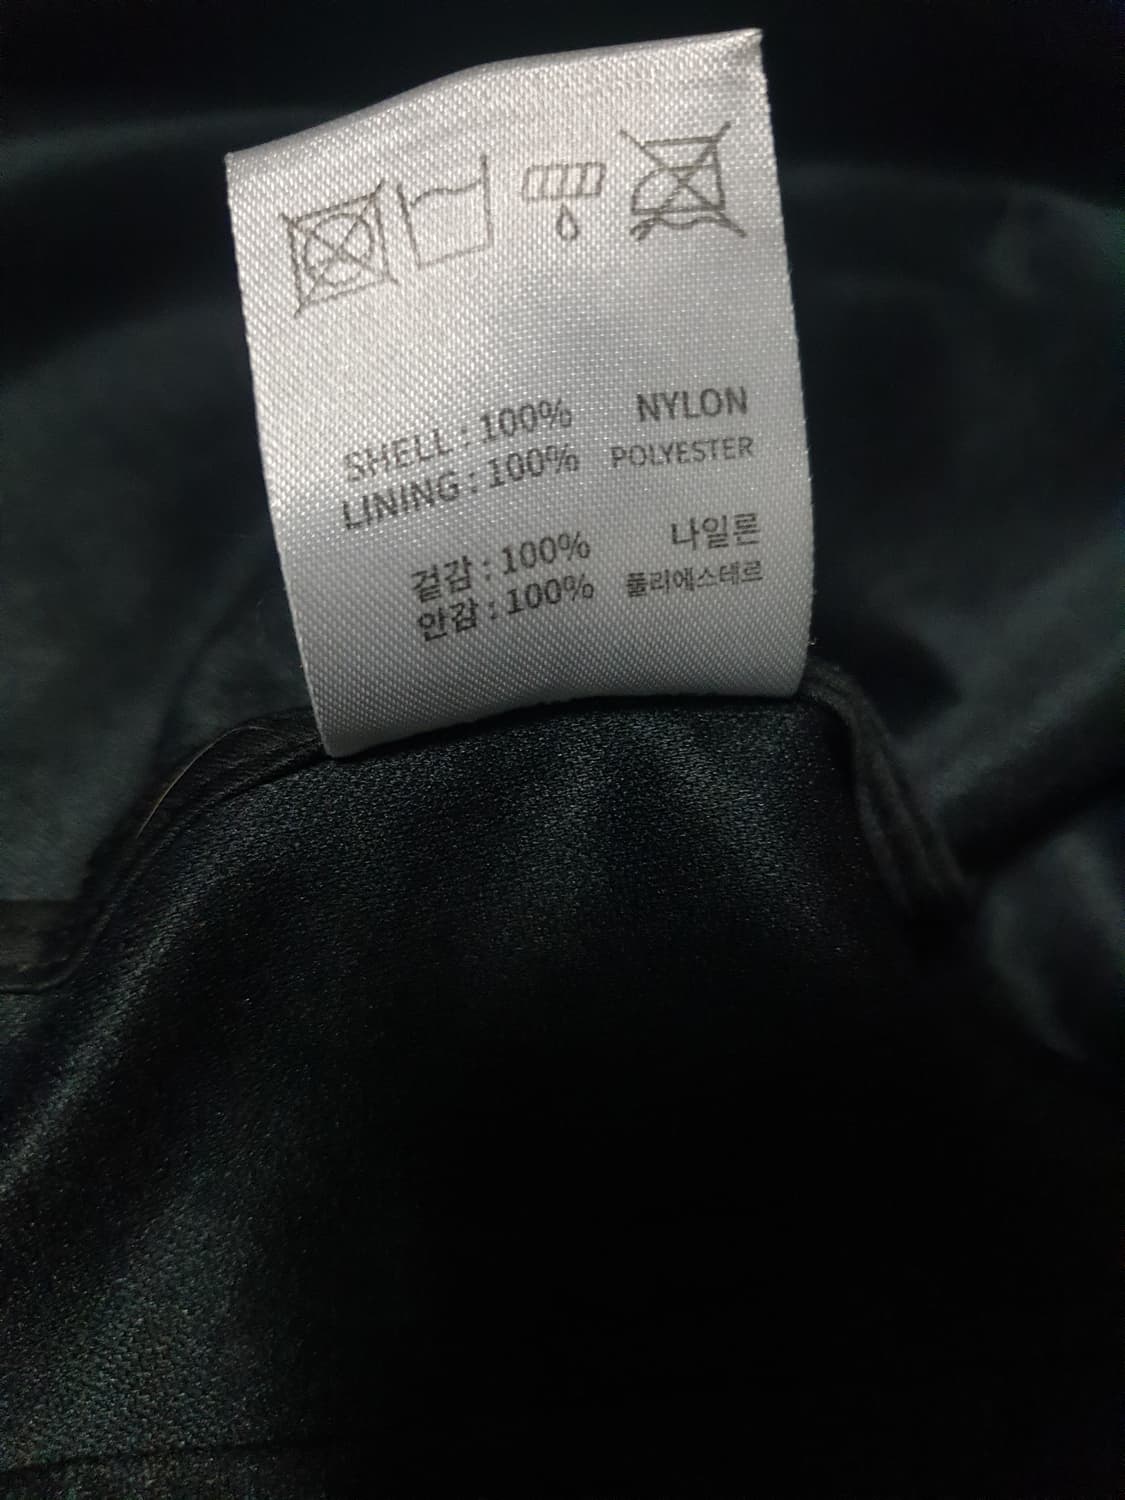 SHELL : 100% NYLON
LINING : 100% POLYESTER
겉감 : 100% 나일론
안감 : 100% 폴리에스테르